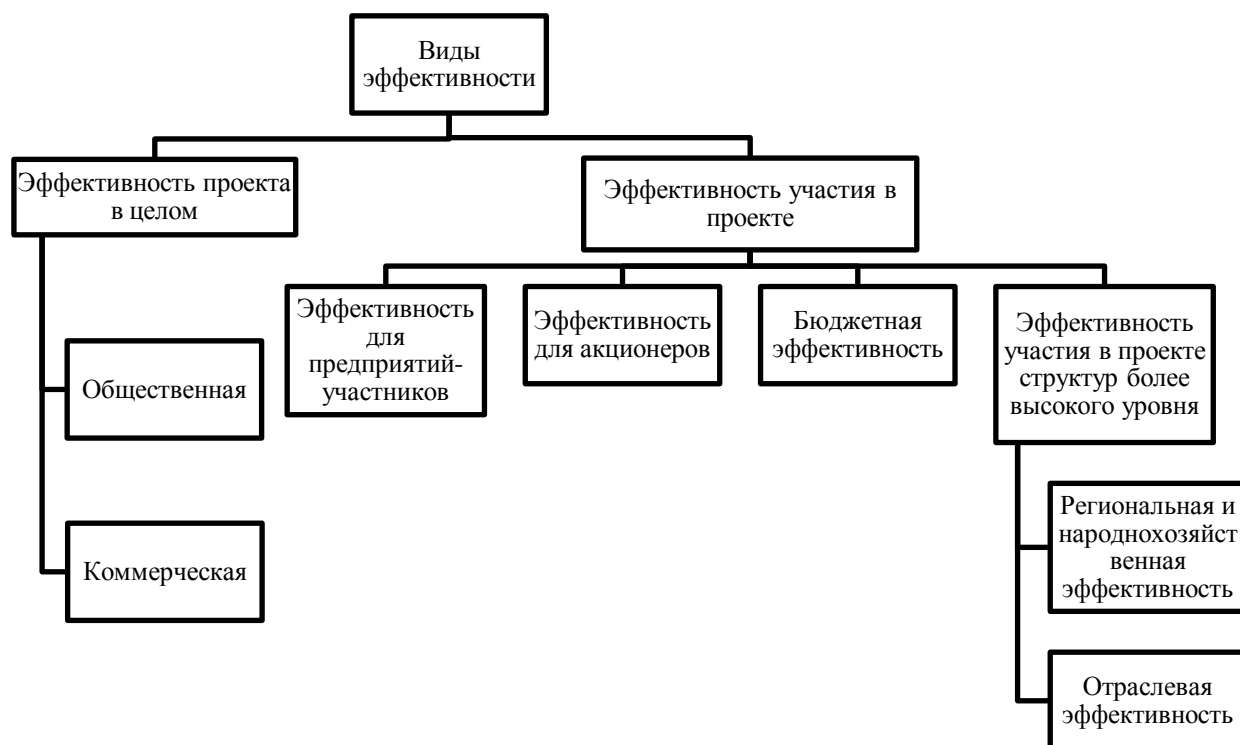 Виды
эффективности
Эффективность проекта
в целом
Эффективность участия в
проекте
Эффективность
для
предприятий-
участников
Эффективность
для акционеров
Бюджетная
эффективность
Эффективность
участия в проекте
структур более
высокого уровня
Общественная
Коммерческая
Региональная и
народнохозяйст
венная
эффективность
Отраслевая
эффективность